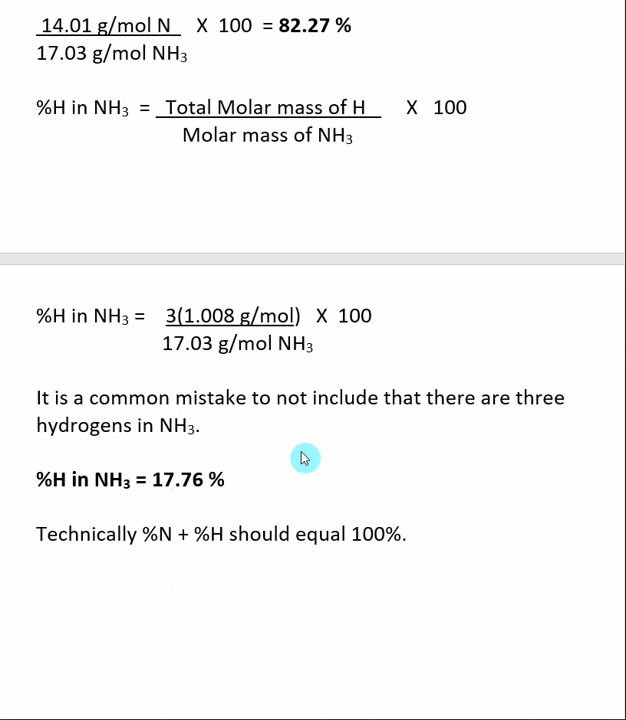 14.01 g/mol N X 100 = 82.27 %
17.03 g/mol NH₃
%H in NH₃ = Total Molar mass of H X 100
Molar mass of NH₃
%H in NH₃ = 3(1.008 g/mol) X 100
17.03 g/mol NH₃
It is a common mistake to not include that there are three
hydrogens in NH₃.
%H in NH₃ = 17.76 %
Technically %N + %H should equal 100%.